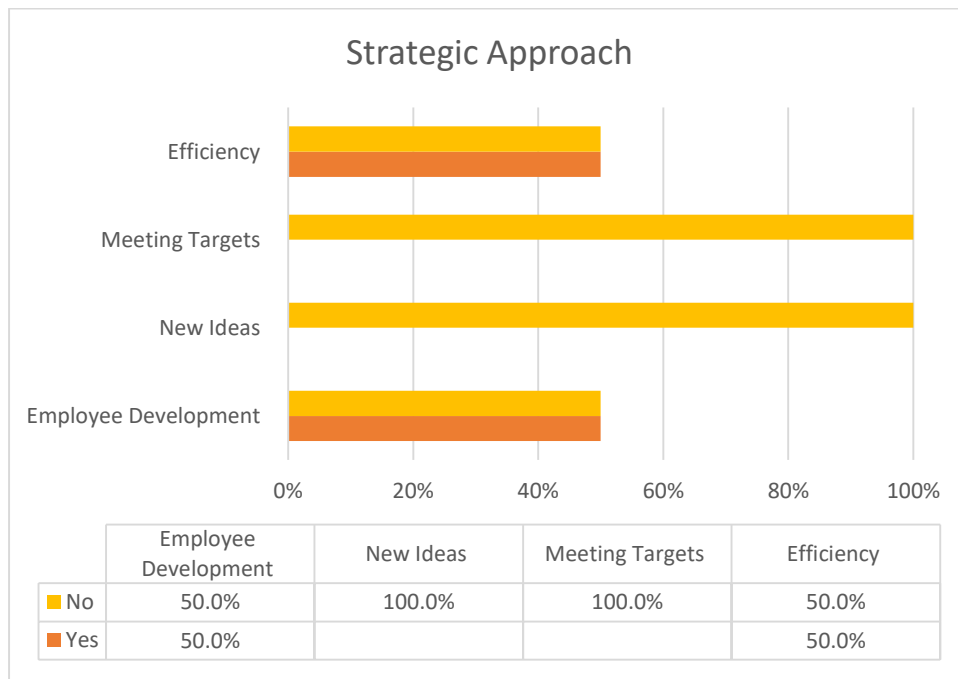 Strategic Approach
Efficiency
Meeting Targets
New Ideas
Employee Development
0% 20% 40% 60% 80% 100%
Employee Development New Ideas Meeting Targets Efficiency
No 50.0% 100.0% 100.0% 50.0%
Yes 50.0% 50.0%